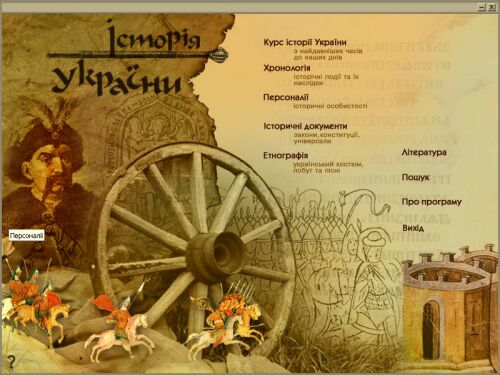 історія
України
Курс історії України
з найдавніших часів
до наших днів
Хронологія
історичні події та їх
наслідки
Персоналії
історичні особистості
Історичні документи
закони, конституції,
універсали
Етнографія
український костюм,
побут та пісні
Література
Пошук
Про програму
Вихід
Персоналії
?